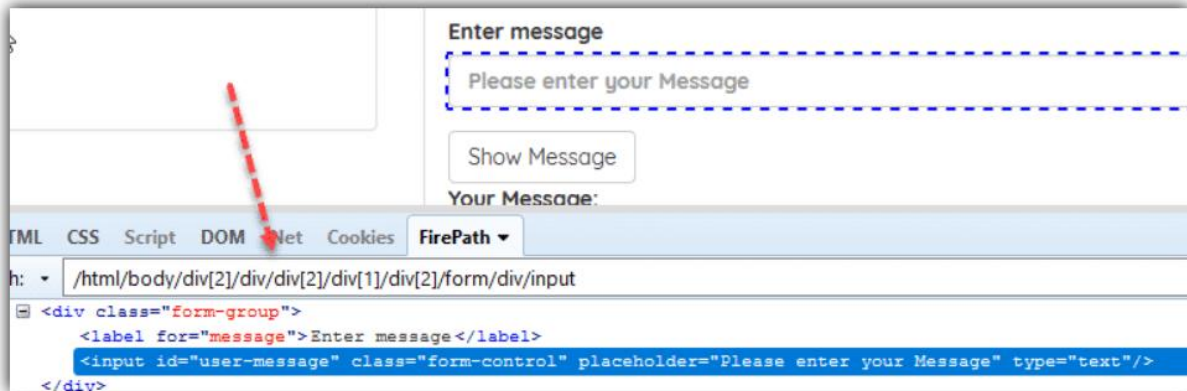 Enter message
Please enter your Message
Show Message
Your Message:
TML CSS Script DOM Net Cookies FirePath
h: /html/body/div[2]/div/div[2]/div[1]/div[2]/form/div/input
<div class="form-group">
<label for="message">Enter message</label>
<input id="user-message" class="form-control" placeholder="Please enter your Message" type="text"/>
</div>